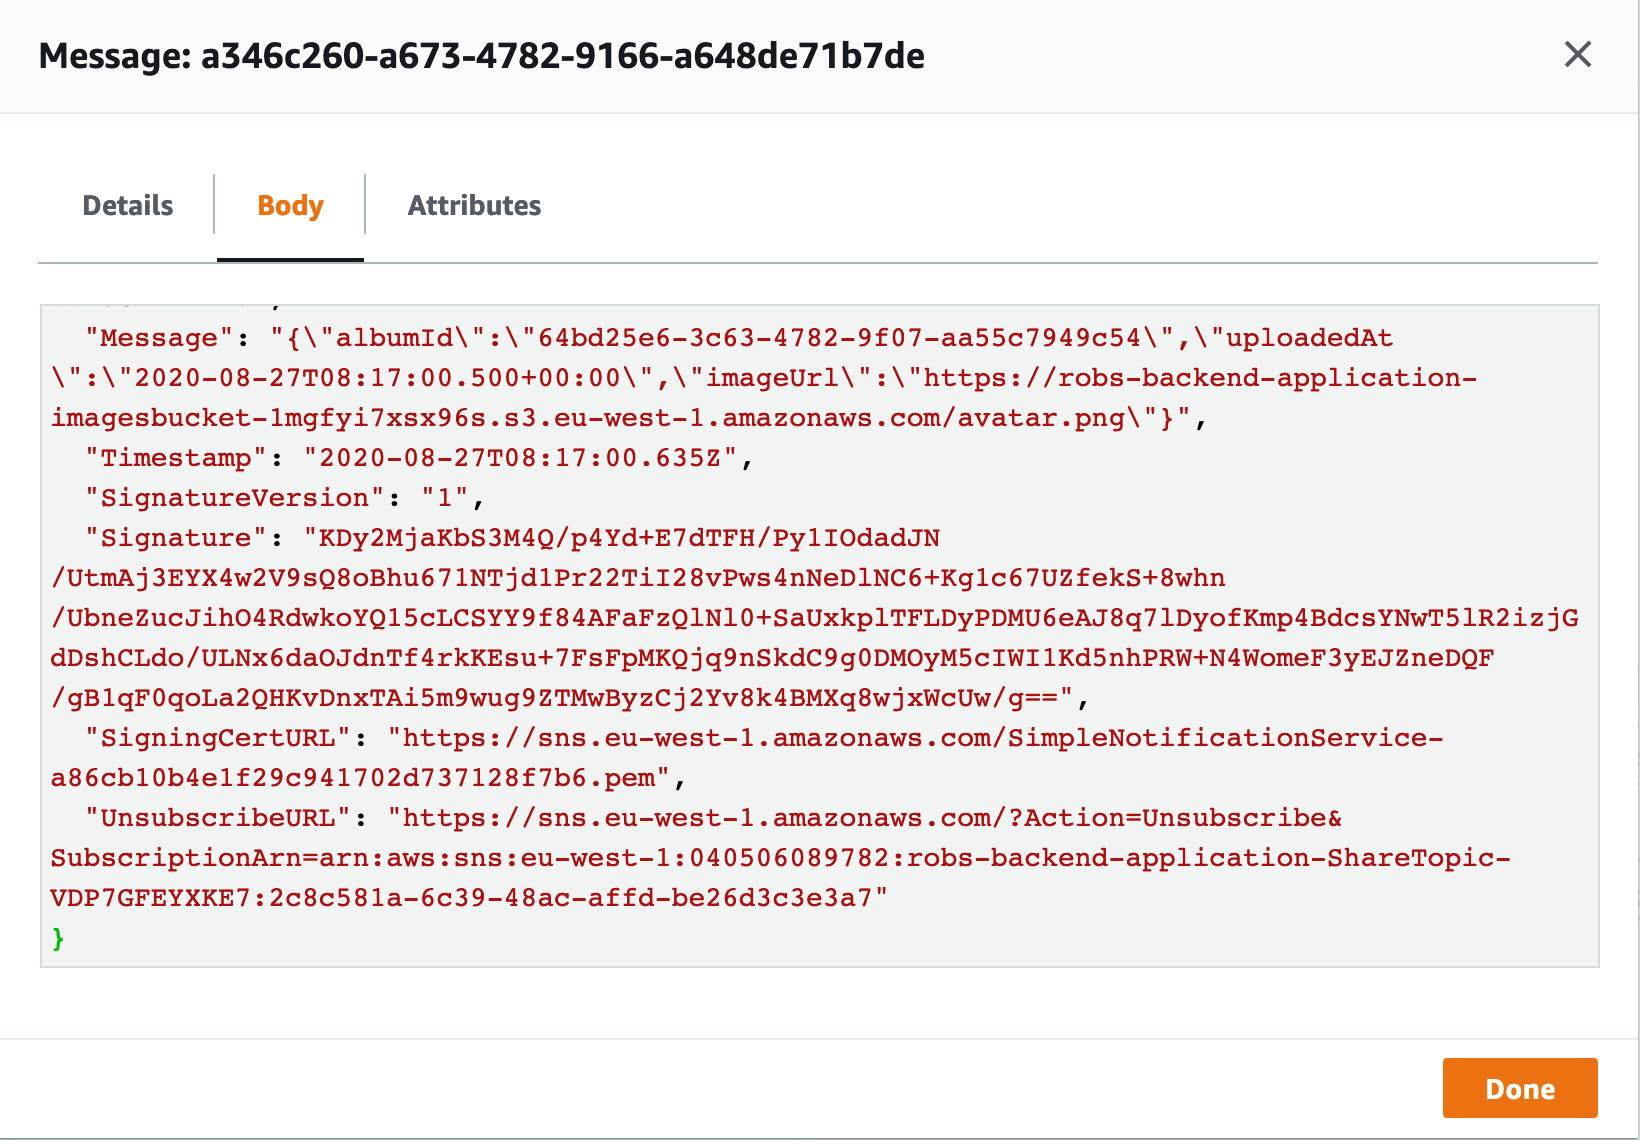 Message: a346c260-a673-4782-9166-a648de71b7de
Details
Body
Attributes
"Message": "{\"albumId\":\"64bd25e6-3c63-4782-9f07-aa55c7949c54\",\"uploadedAt
\":\"2020-08-27T08:17:00.500+00:00\",\"imageUrl\":\"https://robs-backend-application-
imagesbucket-1mgfyi7xsx96s.s3.eu-west-1.amazonaws.com/avatar.png\"}",
"Timestamp": "2020-08-27T08:17:00.635Z",
"SignatureVersion": "1",
"Signature": "KDy2MjaKbS3M4Q/p4Yd+E7dTFH/Py1IOdadJN
/UtmAj3EYX4w2V9sQ8oBhu671NTjd1Pr22TiI28vPws4nNeDlNC6+Kg1c67UZfekS+8whn
/UbneZucJihO4RdwkoYQ15cLCSYY9f84AFaFzQlNl0+SaUxkplTFLDyPDMU6eAJ8q7lDyofKmp4BdcsYNwT5lR2izjG
dDshCLdo/ULNx6daOJdnTf4rkKEsu+7FsFpMKQjq9nSkdC9g0DMOyM5cIWI1Kd5nhPRW+N4WomeF3yEJZneDQF
/gB1qF0qoLa2QHKvDnxTAi5m9wug9ZTMwByzCj2Yv8k4BMXq8wjxWcUw/g==",
"SigningCertURL": "https://sns.eu-west-1.amazonaws.com/SimpleNotificationService-
a86cb10b4e1f29c941702d737128f7b6.pem",
"UnsubscribeURL": "https://sns.eu-west-1.amazonaws.com/?Action=Unsubscribe&
SubscriptionArn=arn:aws:sns:eu-west-1:040506089782:robs-backend-application-ShareTopic-
VDP7GFEYXKE7:2c8c581a-6c39-48ac-affd-be26d3c3e3a7"
}
Done